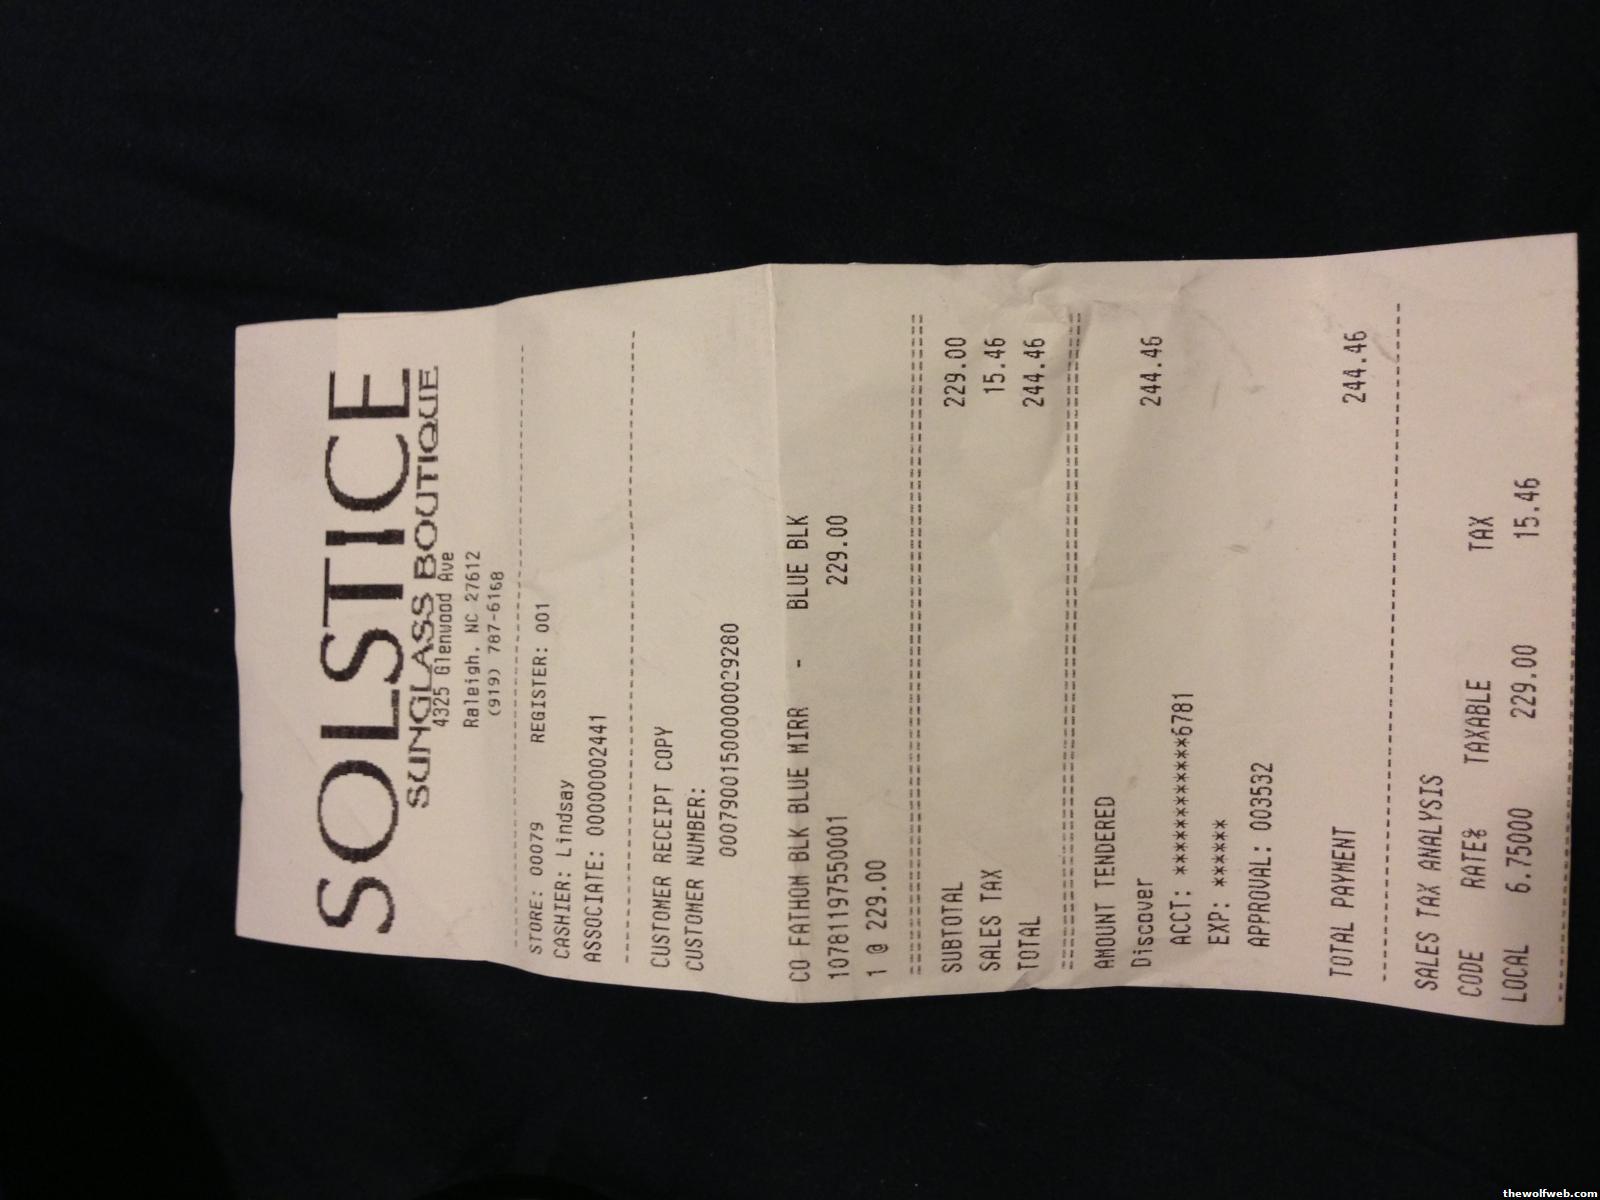 SOLSTICE
SUNGLASS BOUTIQUE
4325 Glenwood Ave
Raleigh, NC 27612
(919) 787-6168
STORE: 00079 REGISTER: 001
CASHIER: Lindsay
ASSOCIATE: 000000002441
CUSTOMER RECEIPT COPY
CUSTOMER NUMBER:
00079001500000029280
CO FATHOM BLK BLUE MIRR - BLUE BLK
10781197550001 229.00
1 @ 229.00
SUBTOTAL 229.00
SALES TAX 15.46
TOTAL 244.46
AMOUNT TENDERED
Discover 244.46
ACCT: ************6781
EXP: ******
APPROVAL: 003532
TOTAL PAYMENT 244.46
SALES TAX ANALYSIS
CODE RATE% TAXABLE TAX
LOCAL 6.75000 229.00 15.46
thewolfweb.com